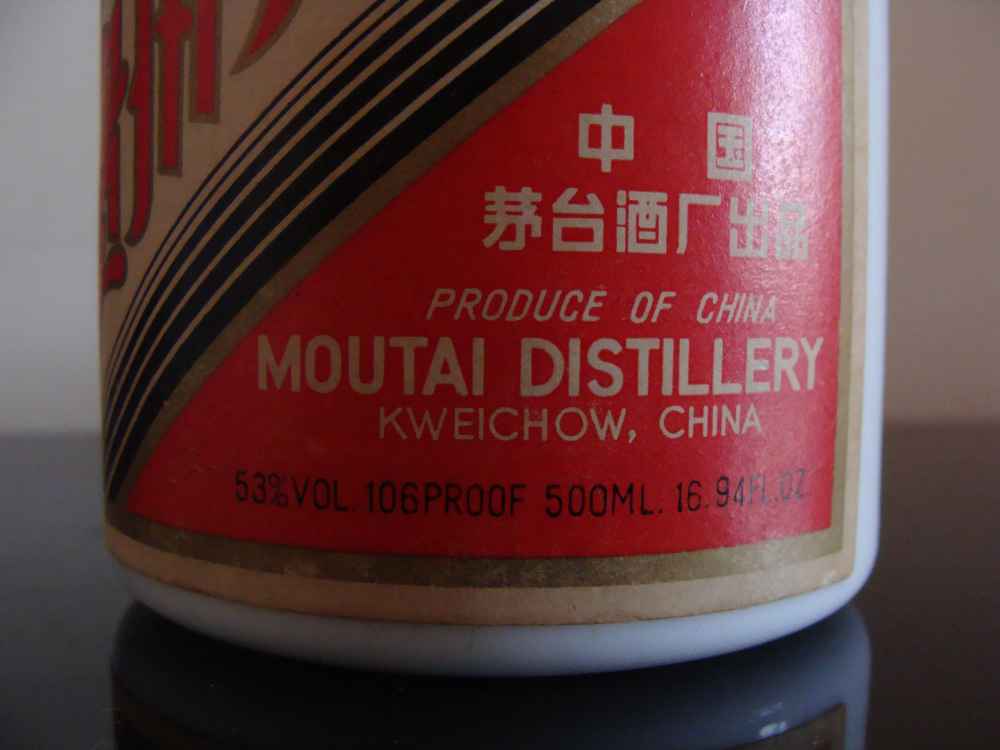 中国
茅台酒厂出品
PRODUCE OF CHINA
MOUTAI DISTILLERY
KWEICHOW, CHINA
53%VOL. 106PROOF 500ML. 16.94FL.OZ.